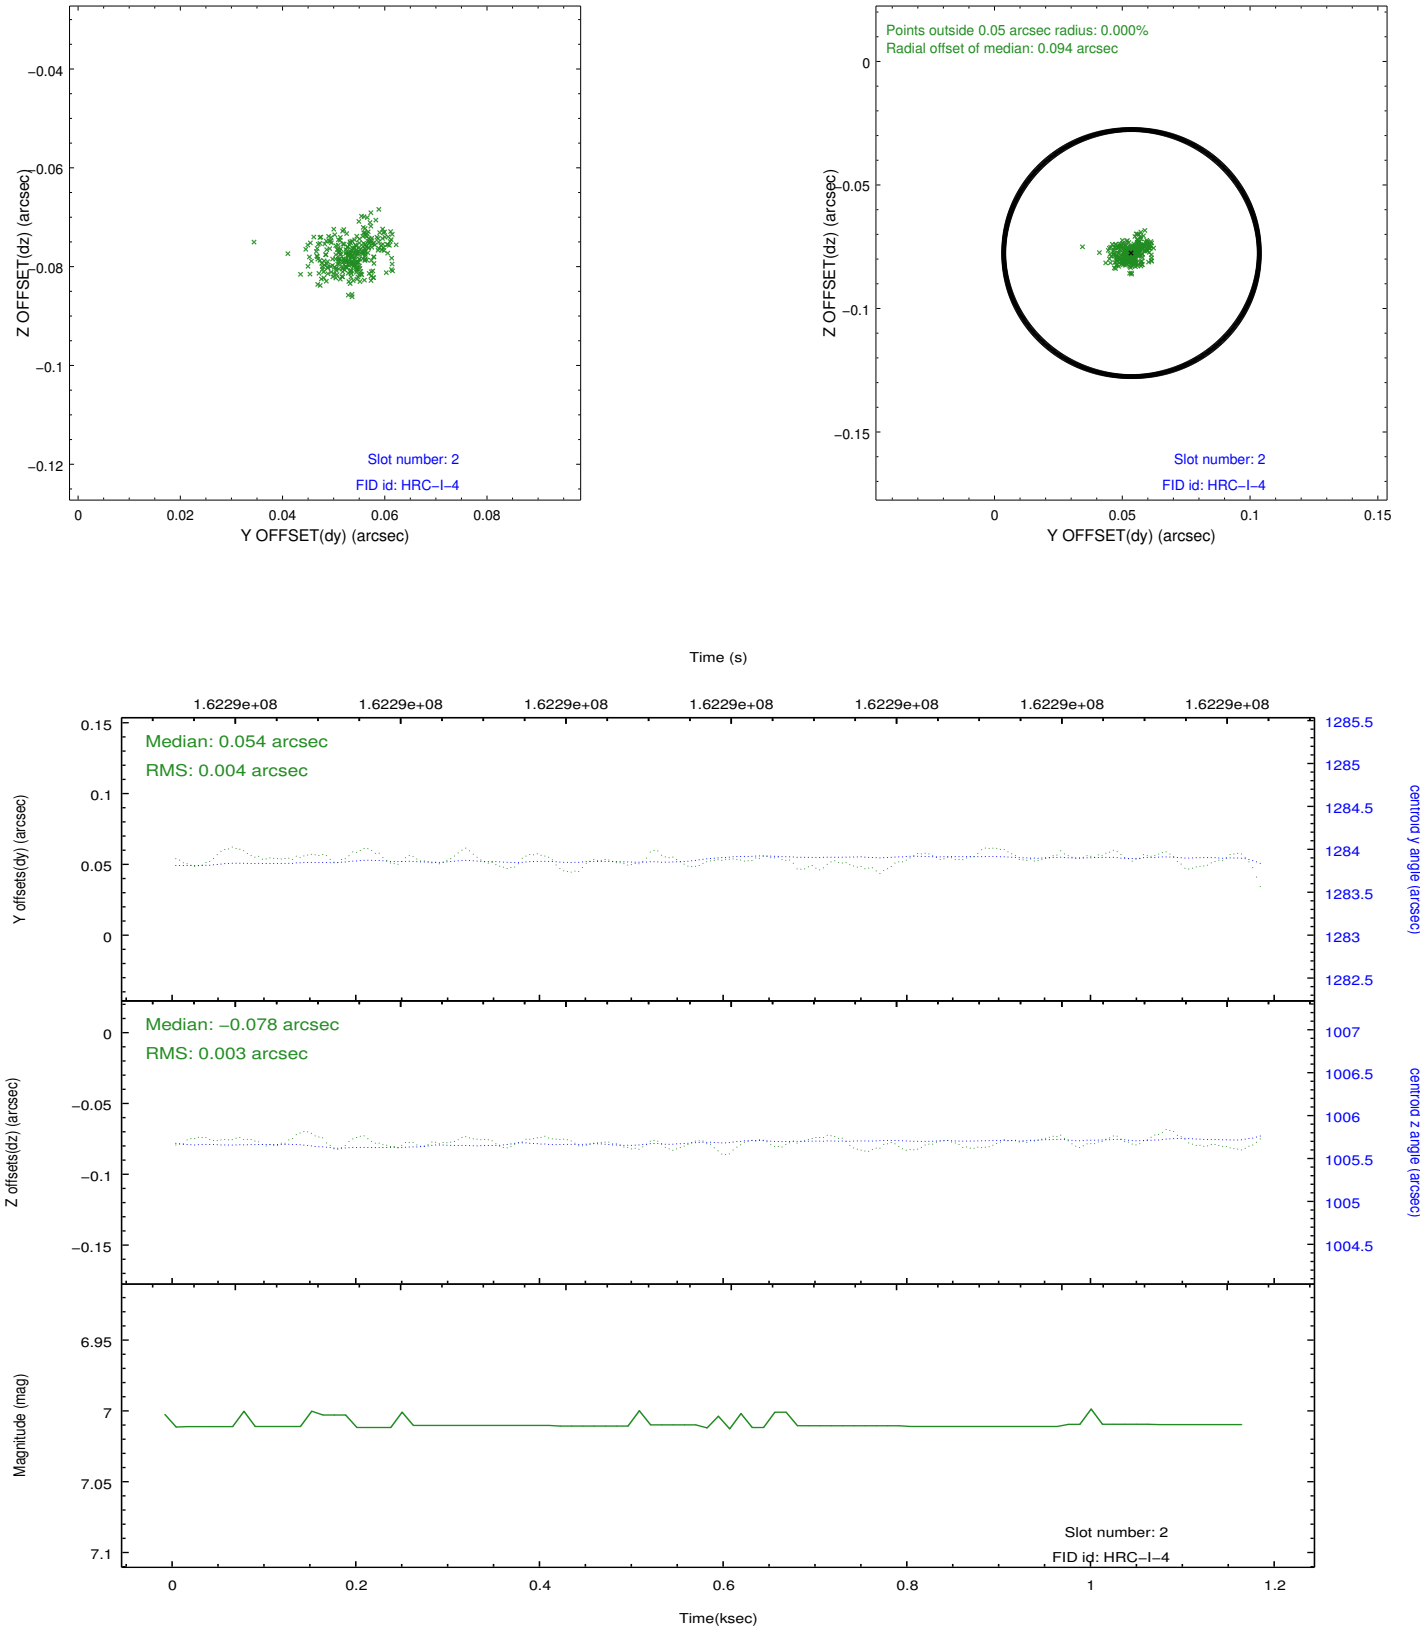 −0.04
−0.06
−0.08
−0.1
−0.12
Z OFFSET(dz) (arcsec)
Slot number: 2
FID id: HRC−I−4
0 0.02 0.04 0.06 0.08
Y OFFSET(dy) (arcsec)
Points outside 0.05 arcsec radius: 0.000%
Radial offset of median: 0.094 arcsec
0
−0.05
−0.1
−0.15
Z OFFSET(dz) (arcsec)
Slot number: 2
FID id: HRC−I−4
0 0.05 0.1 0.15
Y OFFSET(dy) (arcsec)
Time (s)
1.6229e+08 1.6229e+08 1.6229e+08 1.6229e+08 1.6229e+08 1.6229e+08 1.6229e+08
Median: 0.054 arcsec
RMS: 0.004 arcsec
0.15
0.1
0.05
0
Y offsets(dy) (arcsec)
1285.5
1285
1284.5
1284
1283.5
1283
1282.5
centroid y angle (arcsec)
Median: −0.078 arcsec
RMS: 0.003 arcsec
0
−0.05
−0.1
−0.15
Z offsets(dz) (arcsec)
1007
1006.5
1006
1005.5
1005
1004.5
centroid z angle (arcsec)
6.95
7
7.05
7.1
Magnitude (mag)
Slot number: 2
FID id: HRC−I−4
0 0.2 0.4 0.6 0.8 1 1.2
Time(ksec)